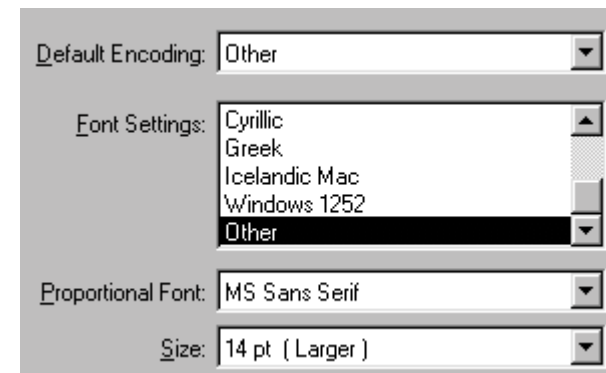 Default Encoding: Other
Font Settings: Cyrillic
Greek
Icelandic Mac
Windows 1252
Other
Proportional Font: MS Sans Serif
Size: 14 pt ( Larger )